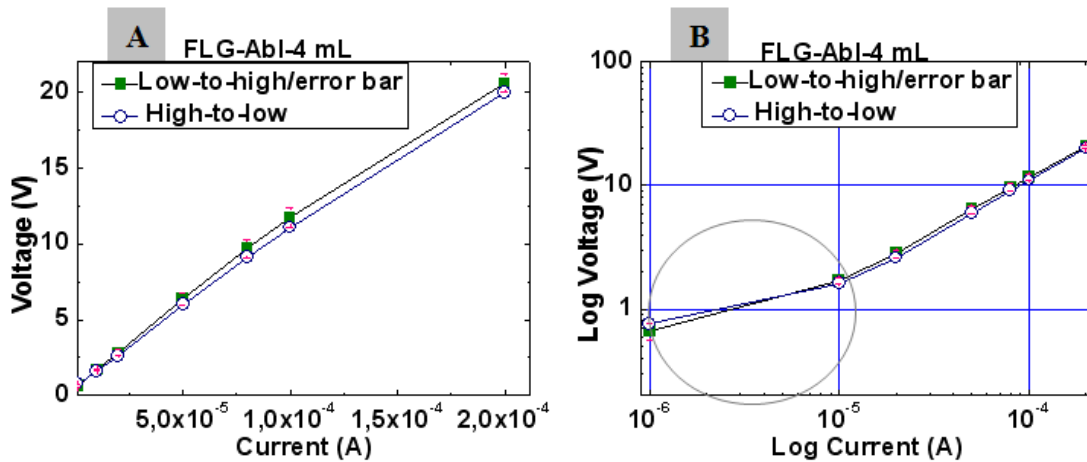 A
FLG-AbI-4 mL
Low-to-high/error bar
High-to-low
20
15
10
5
0
Voltage (V)
5,0x10⁻⁵ 1,0x10⁻⁴ 1,5x10⁻⁴ 2,0x10⁻⁴
Current (A)
B
FLG-AbI-4 mL
Low-to-high/error bar
High-to-low
100
10
1
Log Voltage (V)
10⁻⁶ 10⁻⁵ 10⁻⁴
Log Current (A)